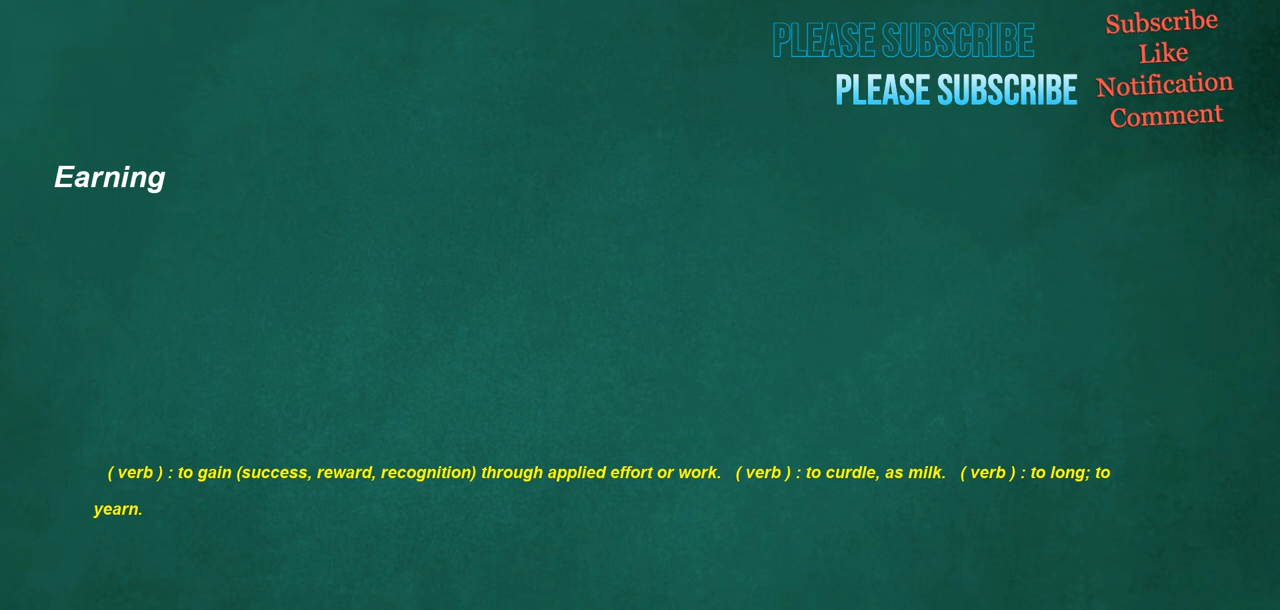 PLEASE SUBSCRIBE
PLEASE SUBSCRIBE
Subscribe
Like
Notification
Comment
Earning
( verb ) : to gain (success, reward, recognition) through applied effort or work.   ( verb ) : to curdle, as milk.   ( verb ) : to long; to
yearn.